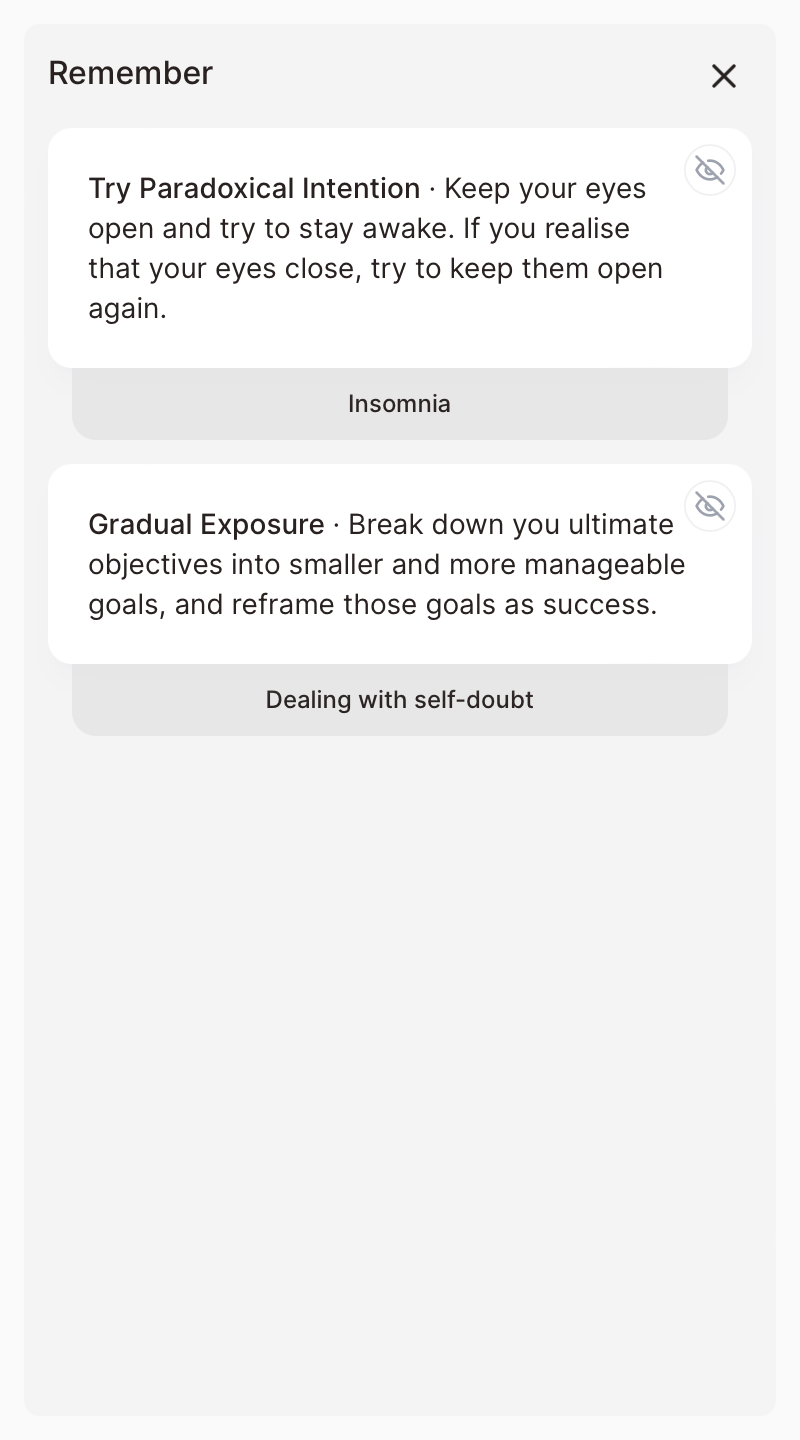 Remember
Try Paradoxical Intention · Keep your eyes
open and try to stay awake. If you realise
that your eyes close, try to keep them open
again.
Insomnia
Gradual Exposure · Break down you ultimate
objectives into smaller and more manageable
goals, and reframe those goals as success.
Dealing with self-doubt